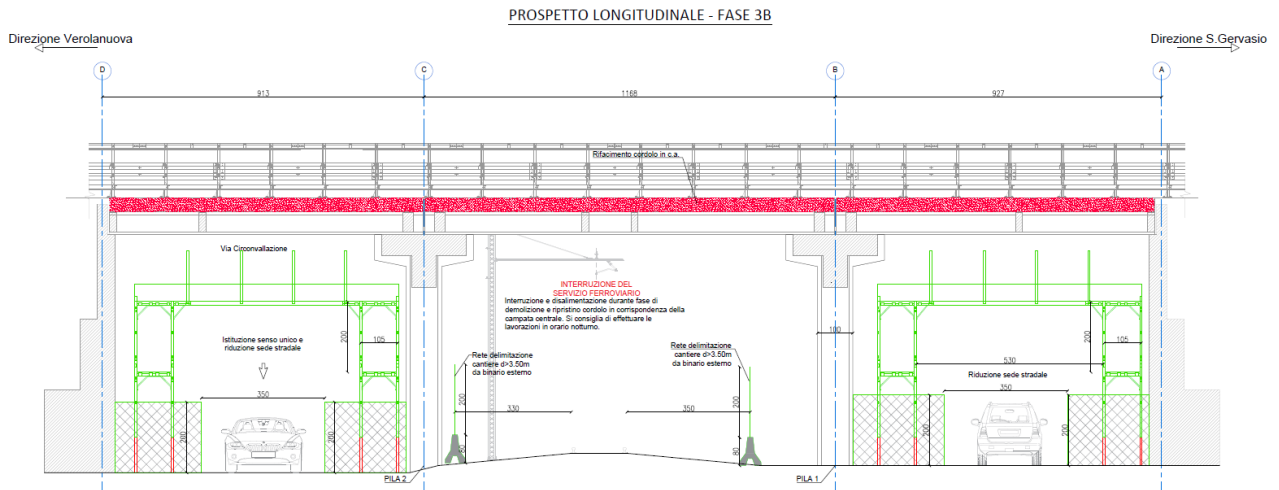 PROSPETTO LONGITUDINALE - FASE 3B
Direzione Verolanuova
Direzione S.Gervasio
D
C
B
A
913
1168
927
Rifacimento cordolo in c.a.
Via Circonvallazione
INTERRUZIONE DEL
SERVIZIO FERROVIARIO
Interruzione e disalimentazione durante fase di
demolizione e ripristino cordolo in corrispondenza della
campata centrale. Si consiglia di effettuare le
lavorazioni in orario notturno.
Istituzione senso unico e
riduzione sede stradale
200
105
350
260
260
Rete delimitazione
cantiere d>3.50m
da binario esterno
200
80
330
350
Rete delimitazione
cantiere d>3.50m
da binario esterno
200
80
100
200
105
530
Riduzione sede stradale
350
200
200
PILA 2
PILA 1